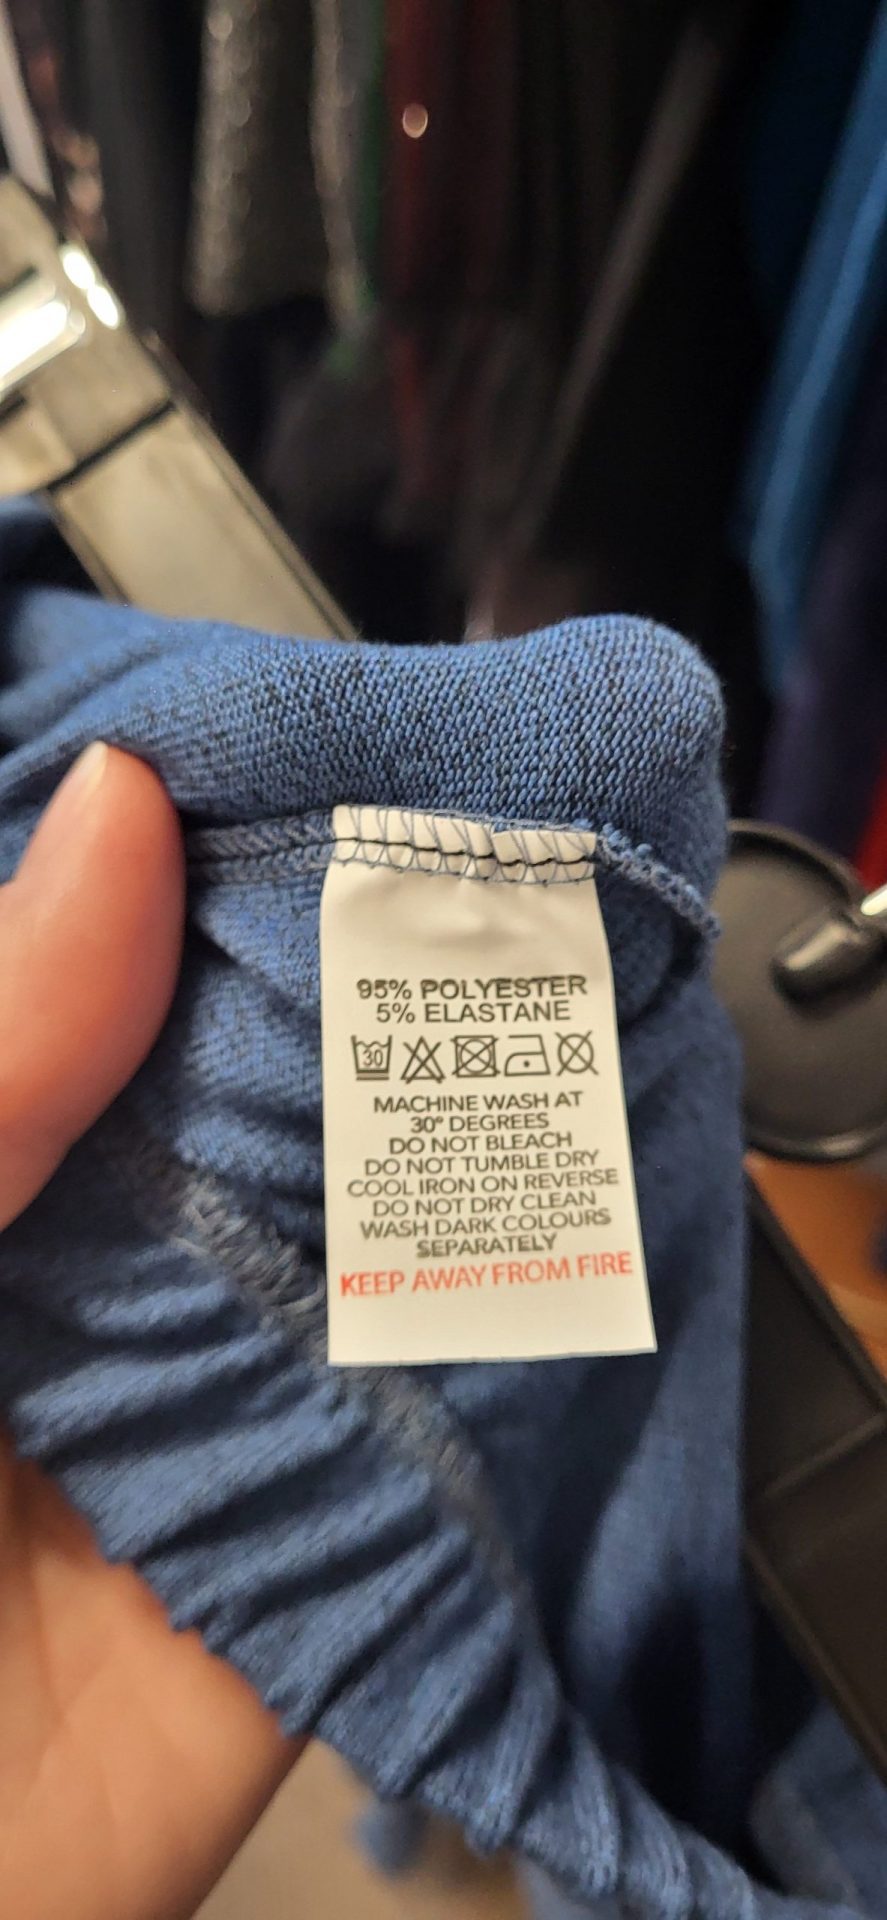 95% POLYESTER
5% ELASTANE
30
MACHINE WASH AT
30° DEGREES
DO NOT BLEACH
DO NOT TUMBLE DRY
COOL IRON ON REVERSE
DO NOT DRY CLEAN
WASH DARK COLOURS
SEPARATELY
KEEP AWAY FROM FIRE